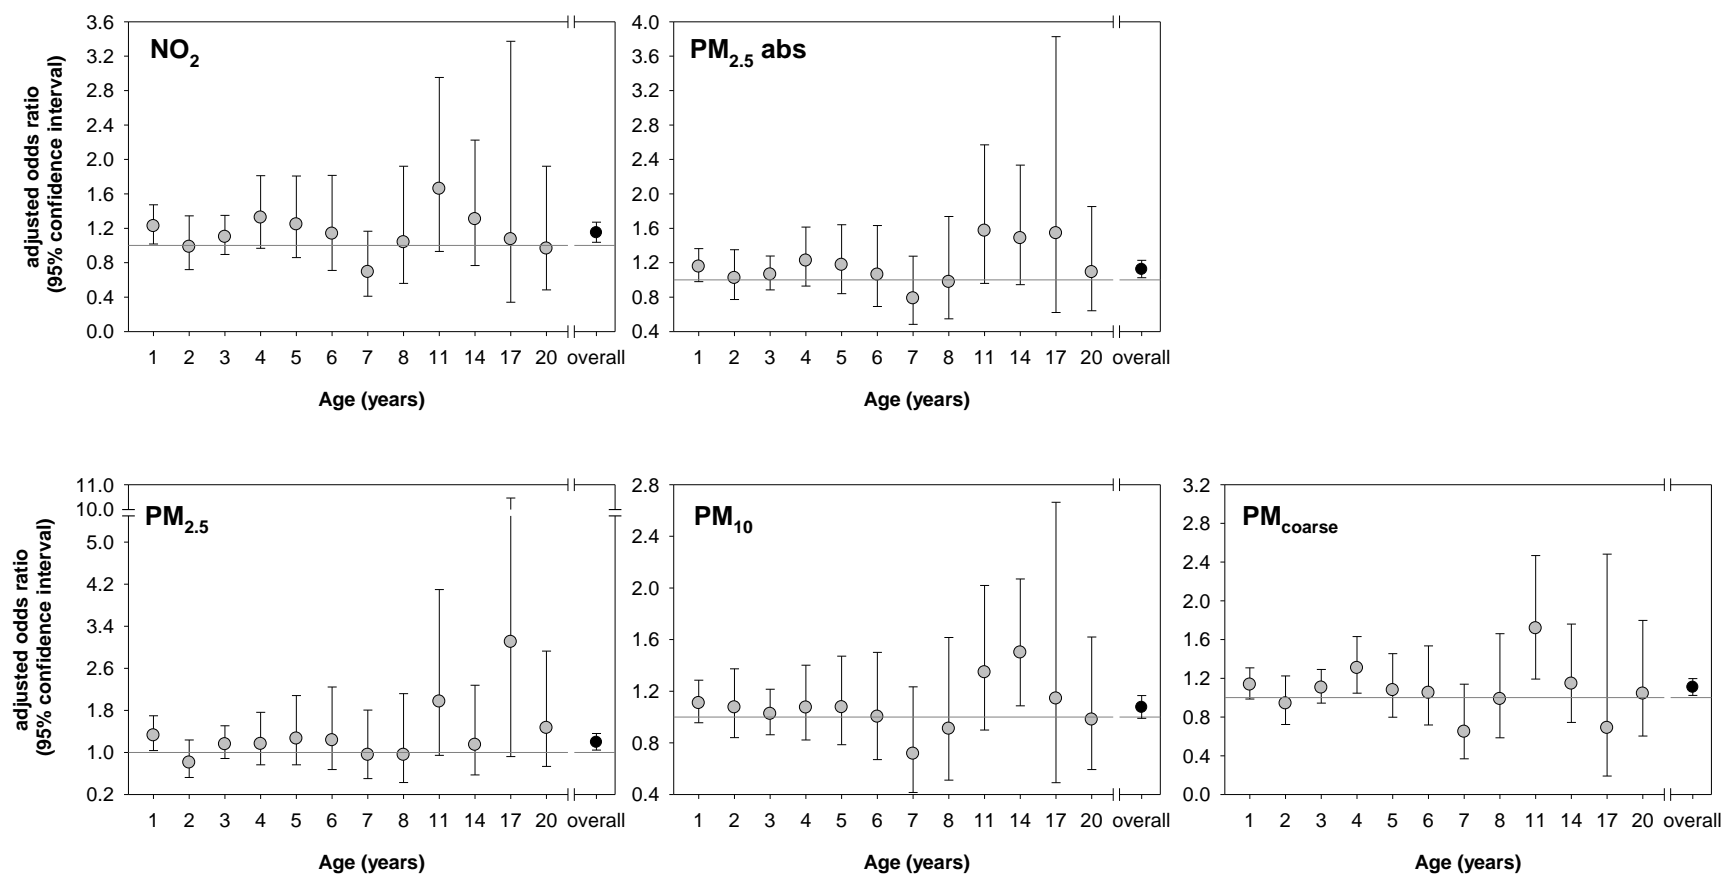 NO2
adjusted odds ratio
(95% confidence interval)
3.6
3.2
2.8
2.4
2.0
1.6
1.2
0.8
0.4
0.0
1 2 3 4 5 6 7 8 11 14 17 20 overall
Age (years)
PM2.5 abs
4.0
3.6
3.2
2.8
2.4
2.0
1.6
1.2
0.8
0.4
1 2 3 4 5 6 7 8 11 14 17 20 overall
Age (years)
PM2.5
adjusted odds ratio
(95% confidence interval)
11.0
10.0
5.0
4.2
3.4
2.6
1.8
1.0
0.2
1 2 3 4 5 6 7 8 11 14 17 20 overall
Age (years)
PM10
2.8
2.4
2.0
1.6
1.2
0.8
0.4
1 2 3 4 5 6 7 8 11 14 17 20 overall
Age (years)
PMcoarse
3.2
2.8
2.4
2.0
1.6
1.2
0.8
0.4
0.0
1 2 3 4 5 6 7 8 11 14 17 20 overall
Age (years)